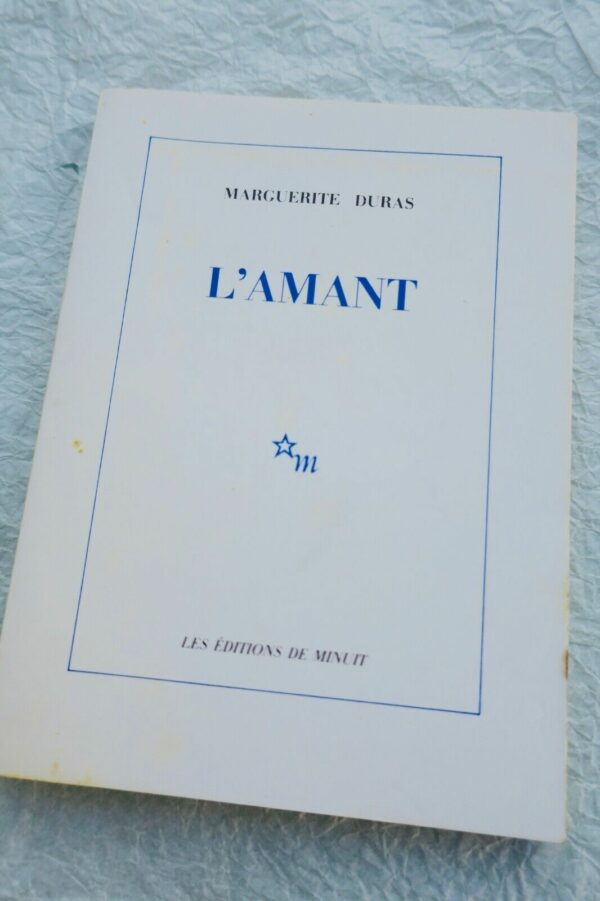 MARGUERITE DURAS
L'AMANT
m
LES ÉDITIONS DE MINUIT